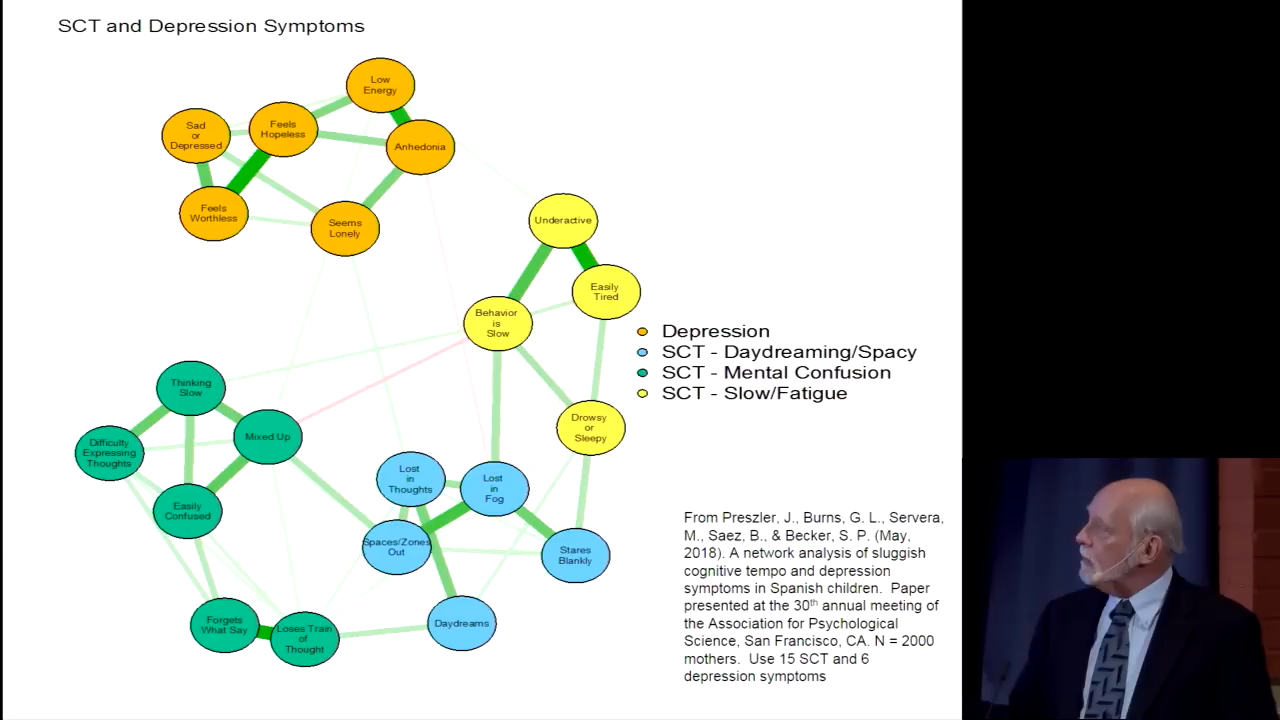 SCT and Depression Symptoms
Low
Energy
Sad
or
Depressed
Feels
Hopeless
Anhedonia
Feels
Worthless
Seems
Lonely
Underactive
Easily
Tired
Behavior
is
Slow
Depression
SCT - Daydreaming/Spacy
SCT - Mental Confusion
SCT - Slow/Fatigue
Thinking
Slow
Mixed Up
Difficulty
Expressing
Thoughts
Drowsy
or
Sleepy
Lost
in
Thoughts
Lost
in
Fog
Easily
Confused
Spaces/Zones
Out
Stares
Blankly
Forgets
What Say
Loses Train
of
Thought
Daydreams
From Preszler, J., Burns, G. L., Servera,
M., Saez, B., & Becker, S. P. (May,
2018). A network analysis of sluggish
cognitive tempo and depression
symptoms in Spanish children. Paper
presented at the 30th annual meeting of
the Association for Psychological
Science, San Francisco, CA. N = 2000
mothers. Use 15 SCT and 6
depression symptoms